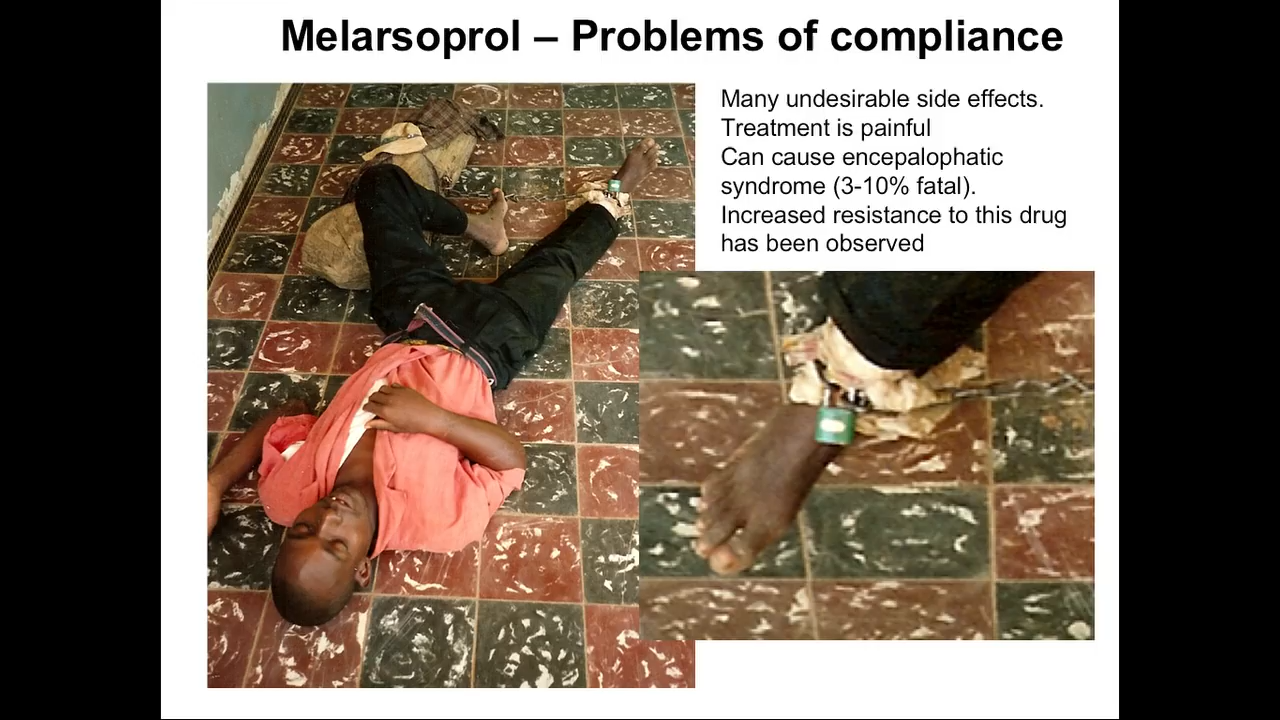 Melarsoprol – Problems of compliance
Many undesirable side effects.
Treatment is painful
Can cause encepalophatic
syndrome (3-10% fatal).
Increased resistance to this drug
has been observed